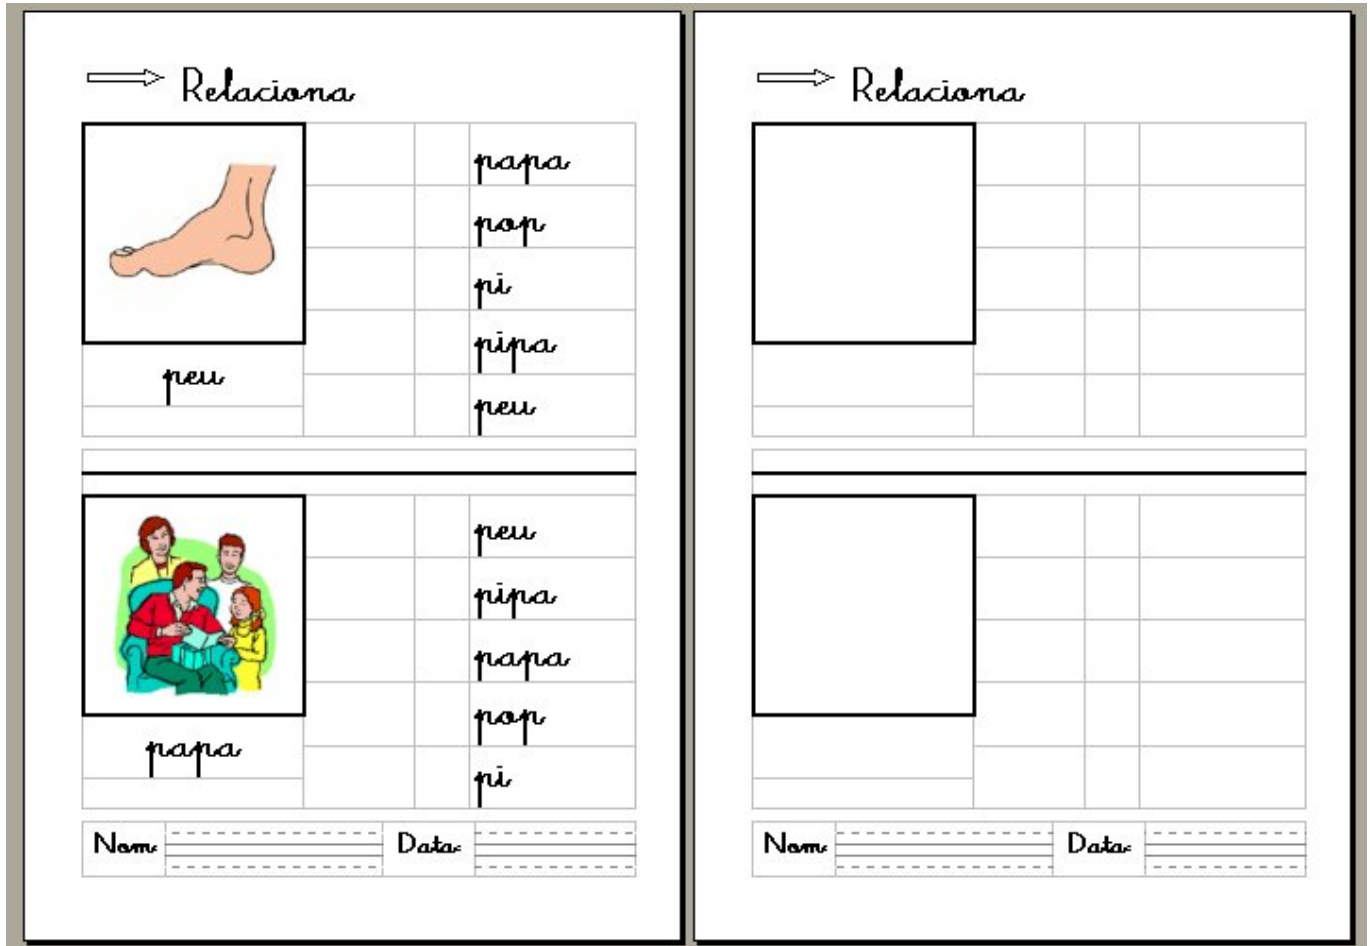 Relaciona
papa
pop
pi
pipa
peu
peu
peu
pipa
papa
pop
pi
papa
Nom:
Data:
Relaciona
Nom:
Data: